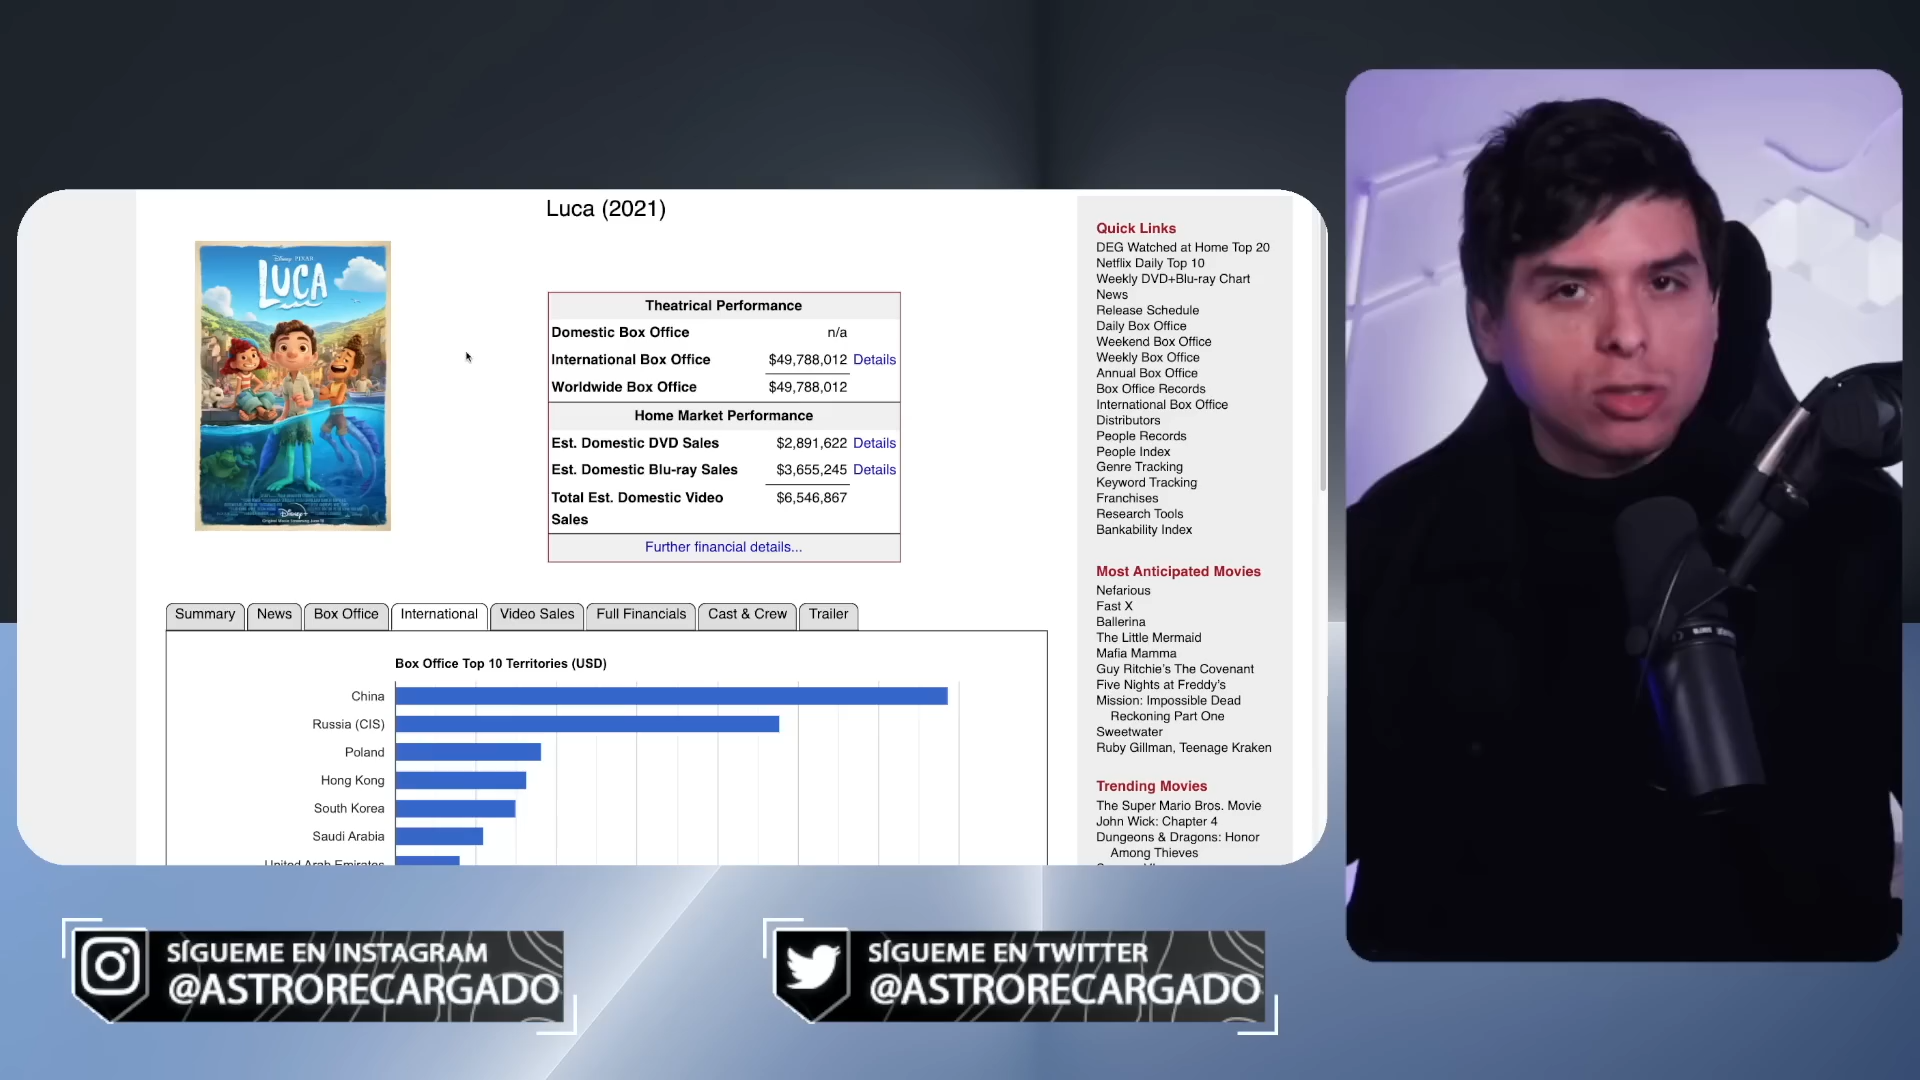 Luca (2021)
Disney PIXAR
LUCA
Disney+
Theatrical Performance
Domestic Box Office n/a
International Box Office $49,788,012 Details
Worldwide Box Office $49,788,012
Home Market Performance
Est. Domestic DVD Sales $2,891,622 Details
Est. Domestic Blu-ray Sales $3,655,245 Details
Total Est. Domestic Video $6,546,867
Sales
Further financial details...
Summary News Box Office International Video Sales Full Financials Cast & Crew Trailer
Box Office Top 10 Territories (USD)
China
Russia (CIS)
Poland
Hong Kong
South Korea
Saudi Arabia
United Arab Emirates
Quick Links
DEG Watched at Home Top 20
Netflix Daily Top 10
Weekly DVD+Blu-ray Chart
News
Release Schedule
Daily Box Office
Weekend Box Office
Weekly Box Office
Annual Box Office
Box Office Records
International Box Office
Distributors
People Records
People Index
Genre Tracking
Keyword Tracking
Franchises
Research Tools
Bankability Index
Most Anticipated Movies
Nefarious
Fast X
Ballerina
The Little Mermaid
Mafia Mamma
Guy Ritchie's The Covenant
Five Nights at Freddy's
Mission: Impossible Dead
Reckoning Part One
Sweetwater
Ruby Gillman, Teenage Kraken
Trending Movies
The Super Mario Bros. Movie
John Wick: Chapter 4
Dungeons & Dragons: Honor
Among Thieves
SÍGUEME EN INSTAGRAM
@ASTRORECARGADO
SÍGUEME EN TWITTER
@ASTRORECARGADO